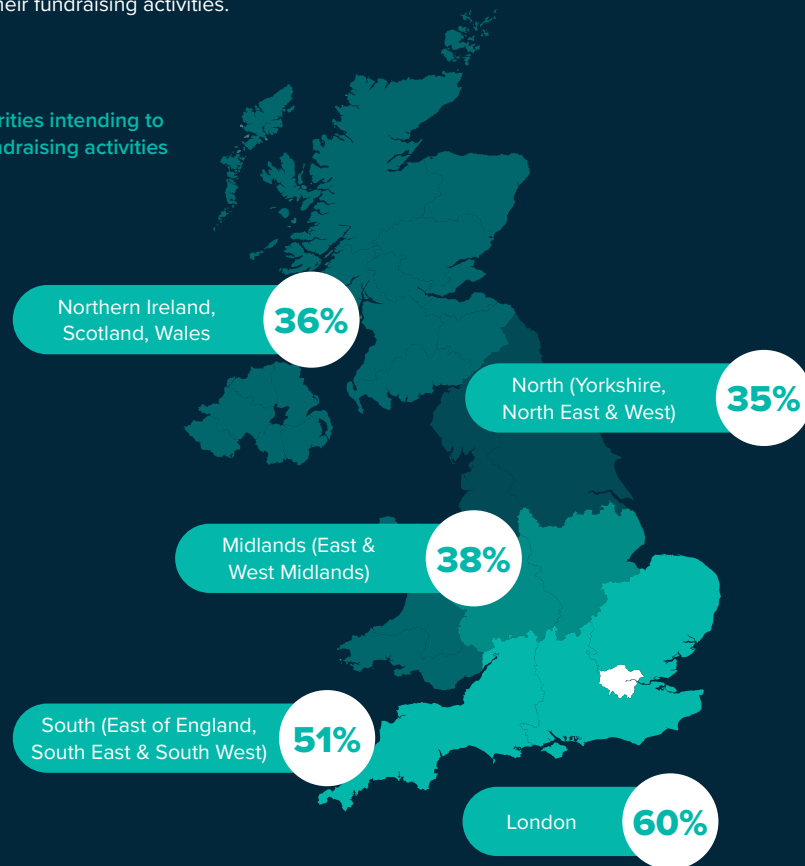 their fundraising activities.
rities intending to
ndraising activities
Northern Ireland,
Scotland, Wales
36%
North (Yorkshire,
North East & West)
35%
Midlands (East &
West Midlands)
38%
South (East of England,
South East & South West)
51%
London
60%